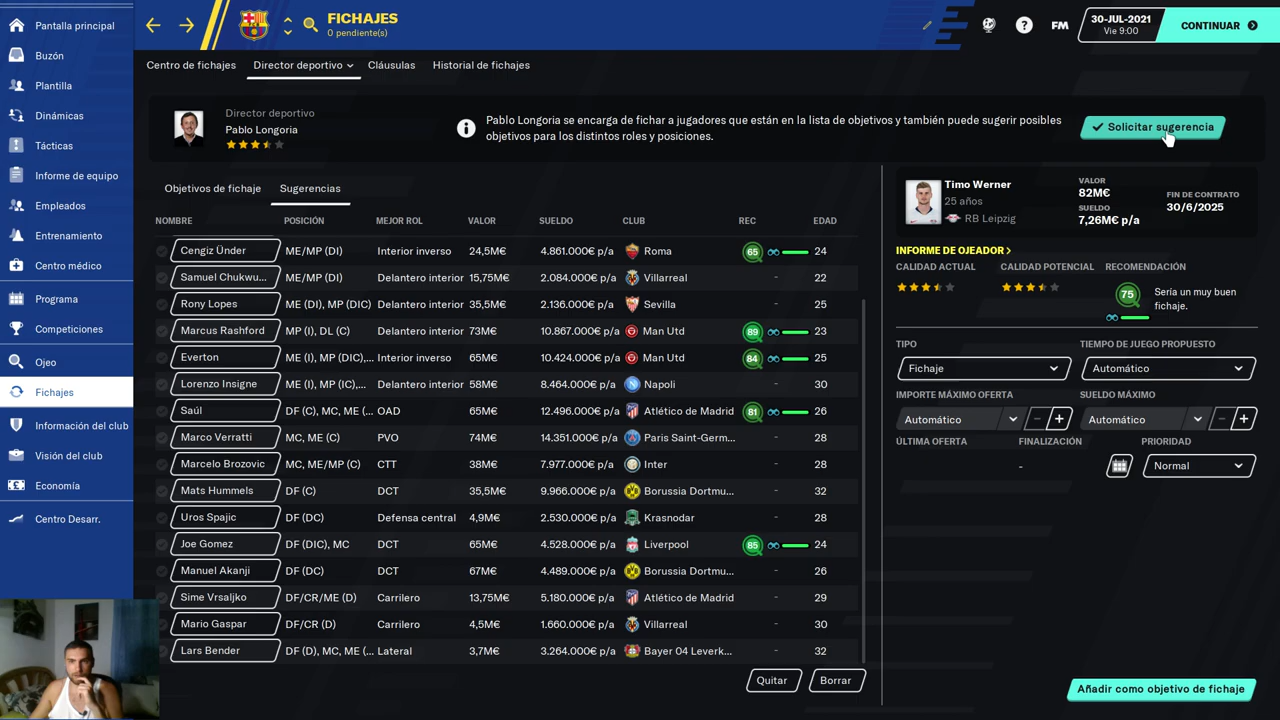 Pantalla principal
Buzón
Plantilla
Dinámicas
Tácticas
Informe de equipo
Empleados
Entrenamiento
Centro médico
Programa
Competiciones
Ojeo
Fichajes
Información del club
Visión del club
Economía
Centro Desarr.
FICHAJES
0 pendiente(s)
FM
30-JUL-2021
Vie 9:00
CONTINUAR
Centro de fichajes
Director deportivo
Cláusulas
Historial de fichajes
Director deportivo
Pablo Longoria
Pablo Longoria se encarga de fichar a jugadores que están en la lista de objetivos y también puede sugerir posibles
objetivos para los distintos roles y posiciones.
Solicitar sugerencia
Objetivos de fichaje
Sugerencias
NOMBRE POSICIÓN MEJOR ROL VALOR SUELDO CLUB REC EDAD
Cengiz Ünder ME/MP (DI) Interior inverso 24,5M€ 4.861.000€ p/a Roma 65 24
Samuel Chukwu... ME/MP (DI) Delantero interior 15,75M€ 2.084.000€ p/a Villarreal - 22
Rony Lopes ME (DI), MP (DIC) Delantero interior 35,5M€ 2.136.000€ p/a Sevilla - 25
Marcus Rashford MP (I), DL (C) Delantero interior 73M€ 10.867.000€ p/a Man Utd 89 23
Everton ME (I), MP (DIC),... Interior inverso 65M€ 10.424.000€ p/a Man Utd 84 25
Lorenzo Insigne ME (I), MP (IC),... Delantero interior 58M€ 8.464.000€ p/a Napoli - 30
Saúl DF (C), MC, ME (... OAD 65M€ 12.496.000€ p/a Atlético de Madrid 81 26
Marco Verratti MC, ME (C) PVO 74M€ 14.351.000€ p/a Paris Saint-Germ... - 28
Marcelo Brozovic MC, ME/MP (C) CTT 38M€ 7.977.000€ p/a Inter - 28
Mats Hummels DF (C) DCT 35,5M€ 9.966.000€ p/a Borussia Dortmu... - 32
Uros Spajic DF (DC) Defensa central 4,9M€ 2.530.000€ p/a Krasnodar - 28
Joe Gomez DF (DIC), MC DCT 65M€ 4.528.000€ p/a Liverpool 85 24
Manuel Akanji DF (DC) DCT 67M€ 4.489.000€ p/a Borussia Dortmu... - 26
Sime Vrsaljko DF/CR/ME (D) Carrilero 13,75M€ 5.180.000€ p/a Atlético de Madrid - 29
Mario Gaspar DF/CR (D) Carrilero 4,5M€ 1.660.000€ p/a Villarreal - 30
Lars Bender DF (D), MC, ME (... Lateral 3,7M€ 3.264.000€ p/a Bayer 04 Leverk... - 32
Quitar
Borrar
Timo Werner
25 años
RB Leipzig
VALOR
82M€
SUELDO
7,26M€ p/a
FIN DE CONTRATO
30/6/2025
INFORME DE OJEADOR >
CALIDAD ACTUAL
CALIDAD POTENCIAL
RECOMENDACIÓN
75
Sería un muy buen
fichaje.
TIPO
TIEMPO DE JUEGO PROPUESTO
Fichaje
Automático
IMPORTE MÁXIMO OFERTA
SUELDO MÁXIMO
Automático
Automático
ÚLTIMA OFERTA
FINALIZACIÓN
PRIORIDAD
-
Normal
Añadir como objetivo de fichaje